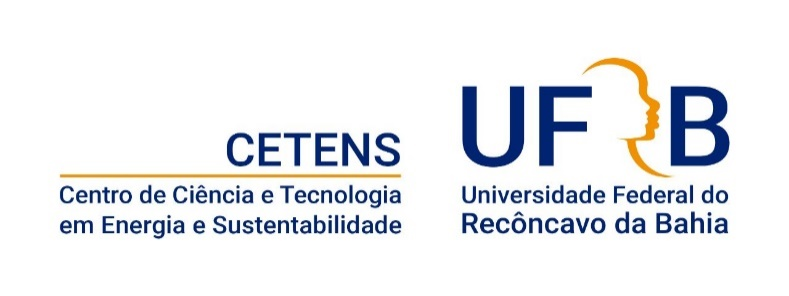 CETENS
Centro de Ciência e Tecnologia
em Energia e Sustentabilidade
UFRB
Universidade Federal do
Recôncavo da Bahia